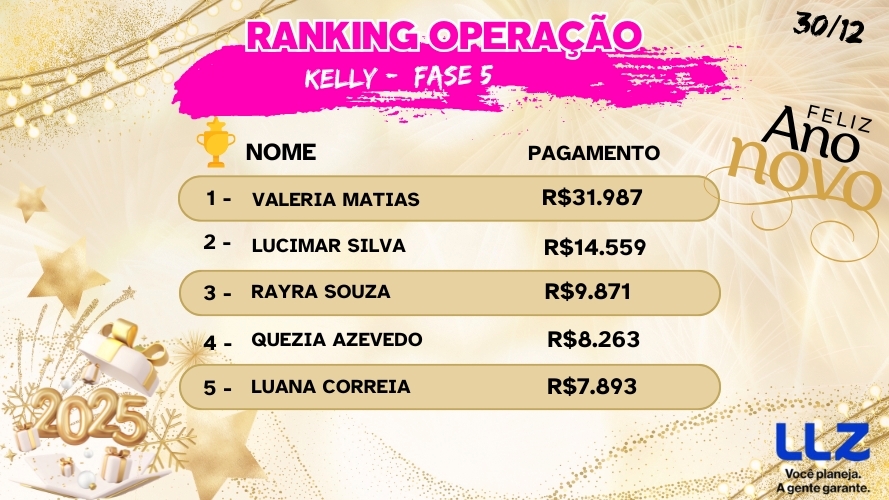 RANKING OPERAÇÃO
30/12
KELLY - FASE 5
FELIZ
Ano
novo
NOME PAGAMENTO
1 - VALERIA MATIAS R$31.987
2 - LUCIMAR SILVA R$14.559
3 - RAYRA SOUZA R$9.871
4 - QUEZIA AZEVEDO R$8.263
5 - LUANA CORREIA R$7.893
2025
LLZ
Você planeja.
A gente garante.